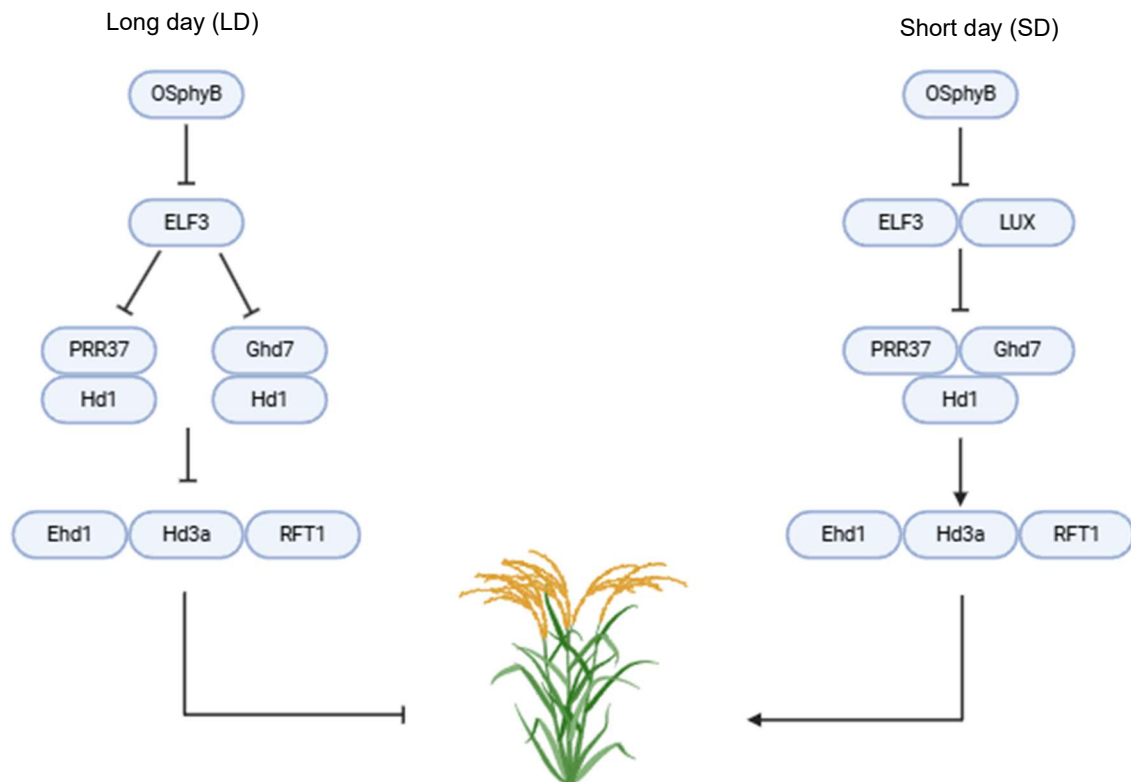 Long day (LD)
Short day (SD)
OSphyB
OSphyB
ELF3
ELF3
LUX
PRR37
Ghd7
PRR37
Ghd7
Hd1
Hd1
Hd1
Ehd1
Hd3a
RFT1
Ehd1
Hd3a
RFT1